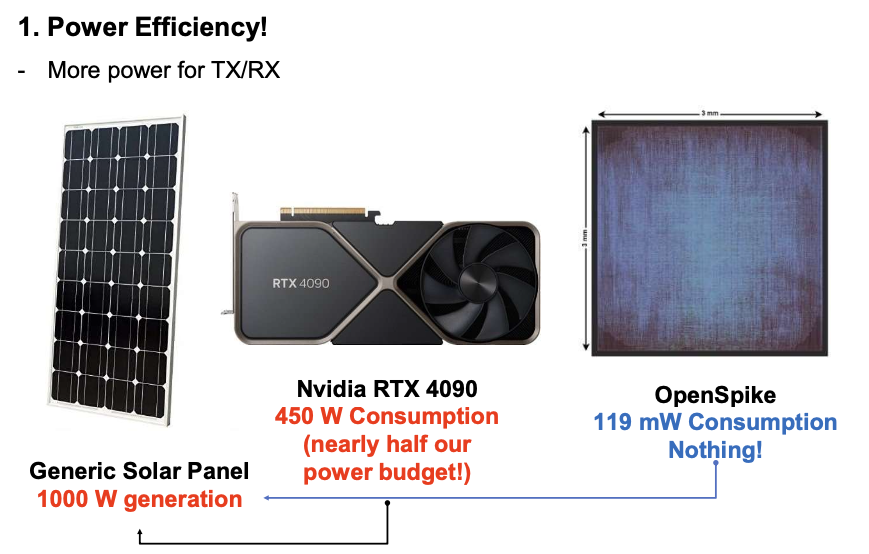 1. Power Efficiency!
- More power for TX/RX
3 mm
3 mm
RTX 4090
Nvidia RTX 4090
450 W Consumption
(nearly half our
power budget!)
OpenSpike
119 mW Consumption
Nothing!
Generic Solar Panel
1000 W generation